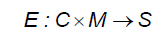 E : C × M → S